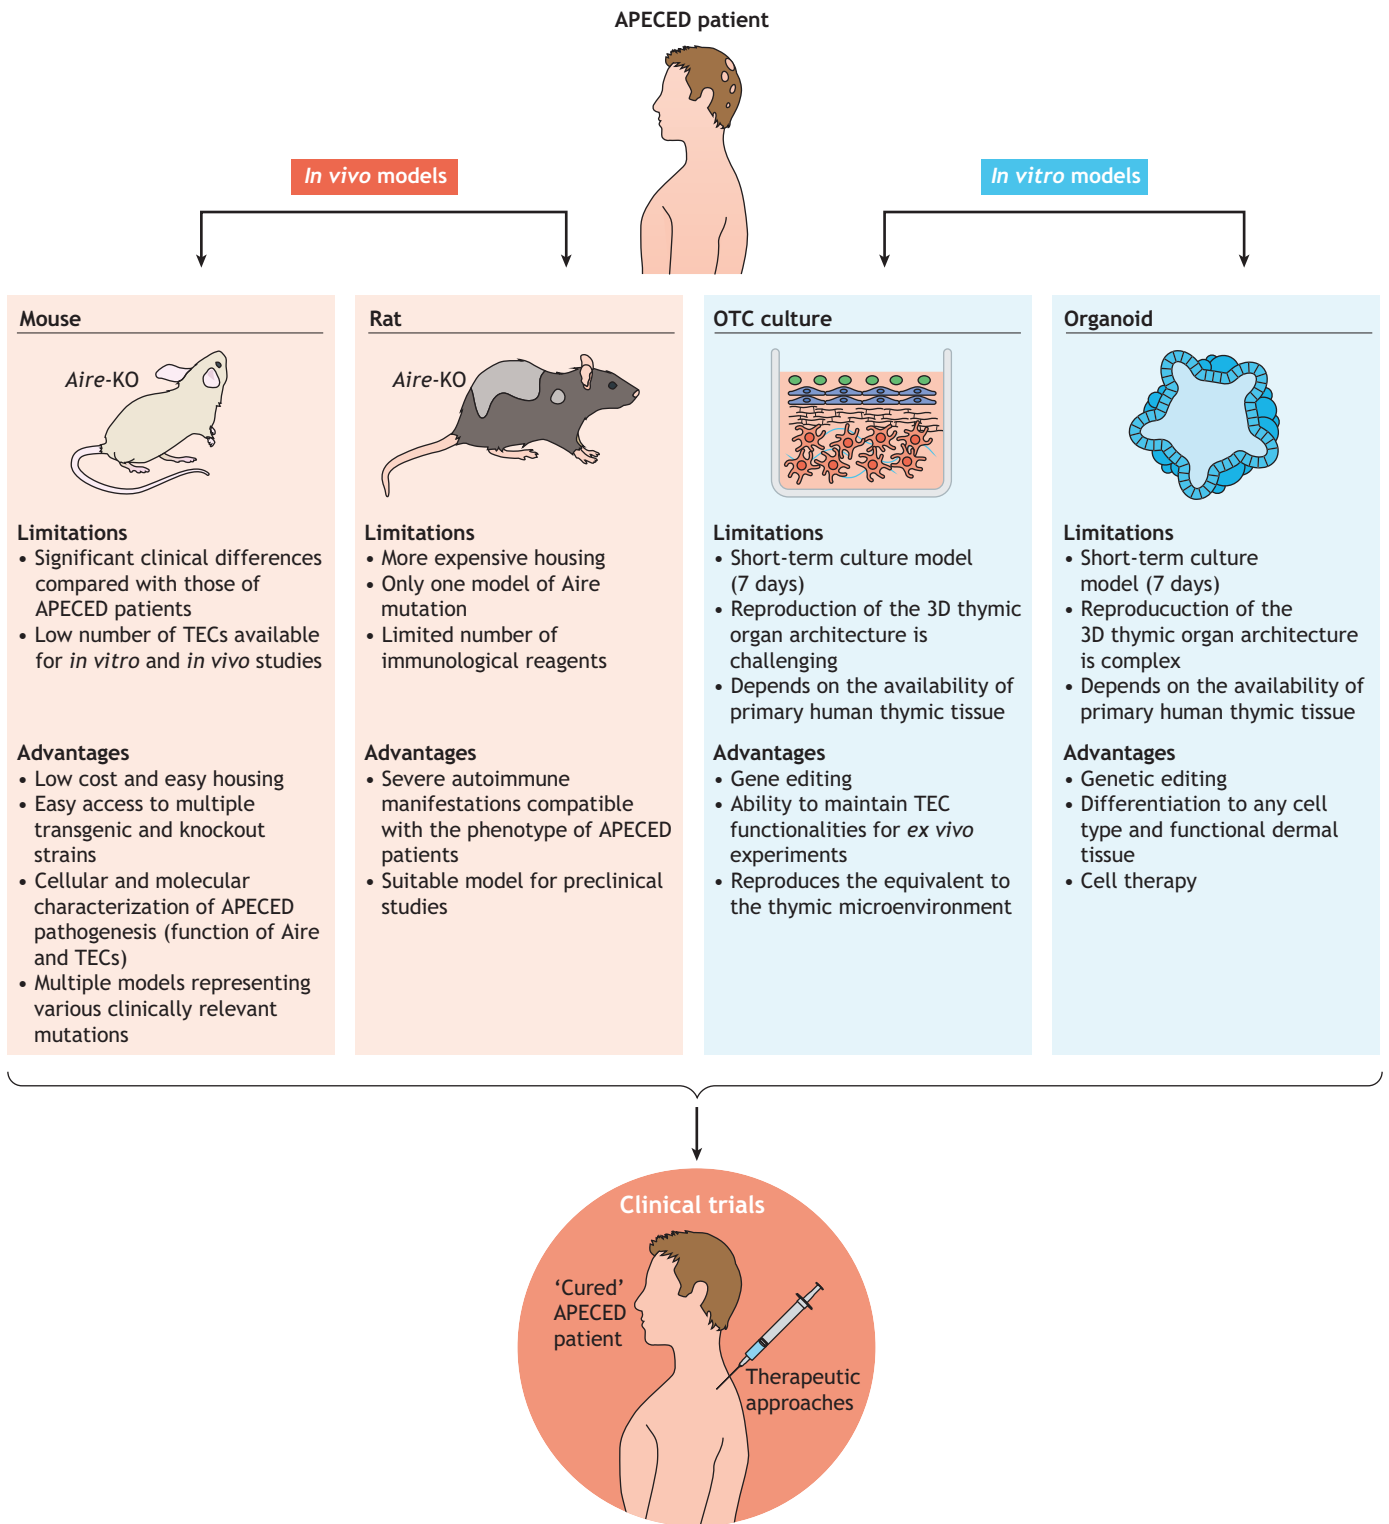 APECED patient
In vivo models
In vitro models
Mouse
Aire-KO
Limitations
• Significant clinical differences
compared with those of
APECED patients
• Low number of TECs available
for in vitro and in vivo studies
Advantages
• Low cost and easy housing
• Easy access to multiple
transgenic and knockout
strains
• Cellular and molecular
characterization of APECED
pathogenesis (function of Aire
and TECs)
• Multiple models representing
various clinically relevant
mutations
Rat
Aire-KO
Limitations
• More expensive housing
• Only one model of Aire
mutation
• Limited number of
immunological reagents
Advantages
• Severe autoimmune
manifestations compatible
with the phenotype of APECED
patients
• Suitable model for preclinical
studies
OTC culture
Limitations
• Short-term culture model
(7 days)
• Reproduction of the 3D thymic
organ architecture is
challenging
• Depends on the availability of
primary human thymic tissue
Advantages
• Gene editing
• Ability to maintain TEC
functionalities for ex vivo
experiments
• Reproduces the equivalent to
the thymic microenvironment
Organoid
Limitations
• Short-term culture
model (7 days)
• Reproducuction of the
3D thymic organ architecture
is complex
• Depends on the availability of
primary human thymic tissue
Advantages
• Genetic editing
• Differentiation to any cell
type and functional dermal
tissue
• Cell therapy
Clinical trials
‘Cured’
APECED
patient
Therapeutic
approaches